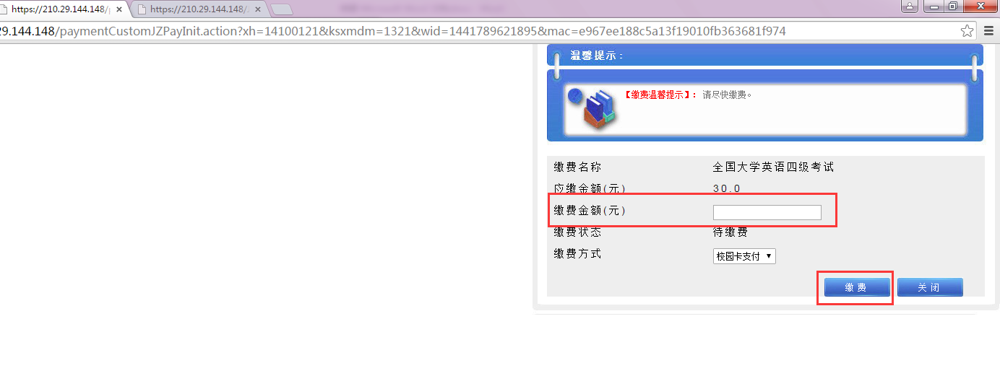 https://210.29.144.148/p
https://210.29.144.148/
29.144.148/paymentCustomJZPayInit.action?xh=14100121&ksxmdm=1321&wid=1441789621895&mac=e967ee188c5a13f19010fb363681f974
温馨提示：
【缴费温馨提示】： 请尽快缴费。
缴费名称 全国大学英语四级考试
应缴金额(元) 30.0
缴费金额(元)
缴费状态 待缴费
缴费方式 校园卡支付
缴费 关闭